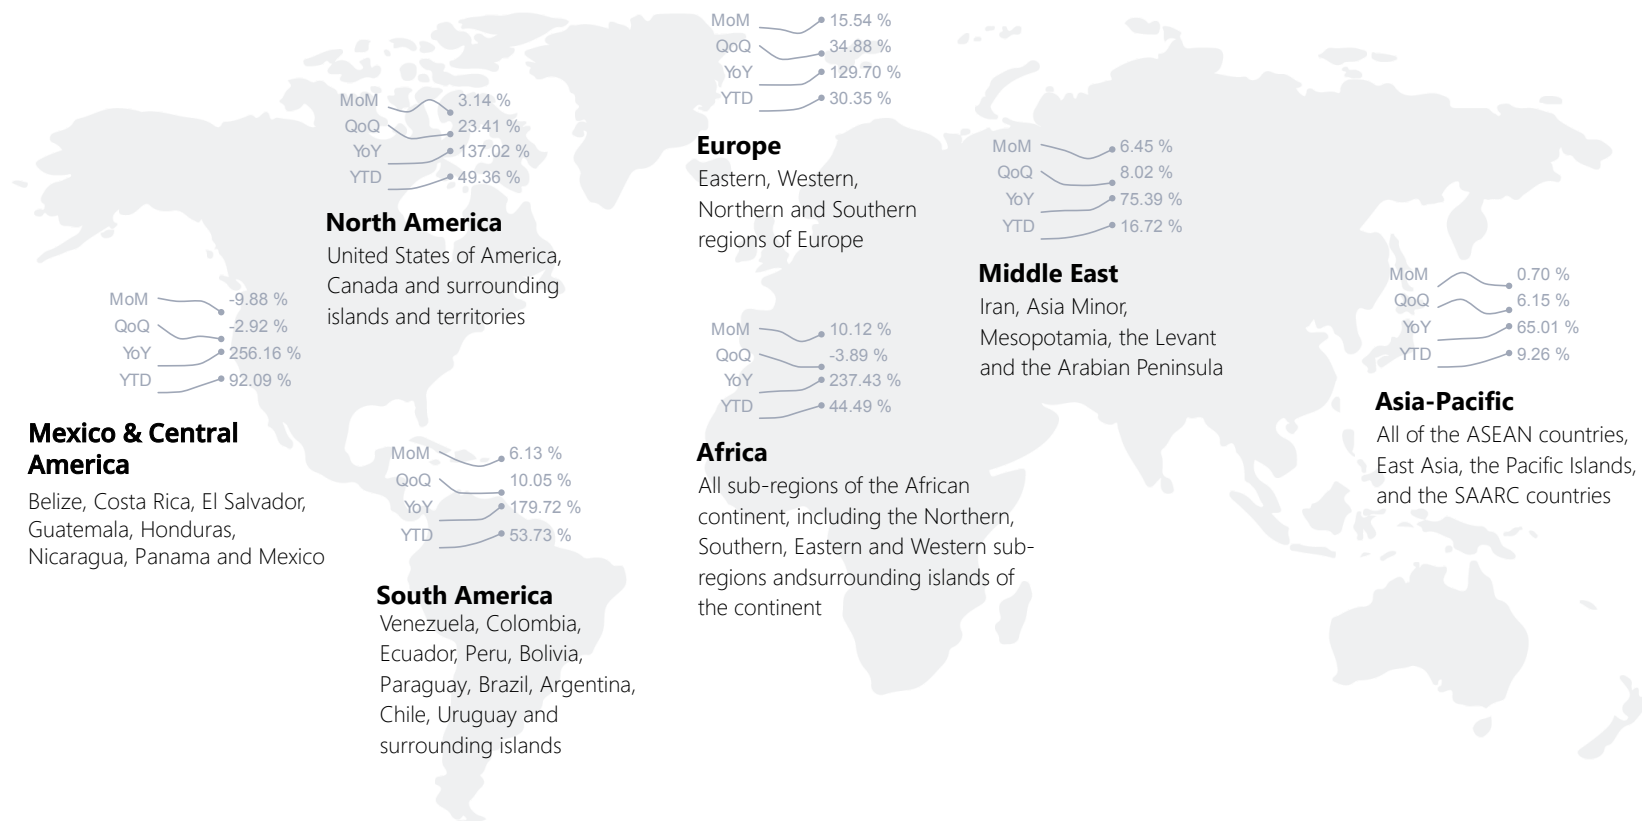 MoM 15.54 %
QoQ 34.88 %
YoY 129.70 %
YTD 30.35 %
Europe
Eastern, Western,
Northern and Southern
regions of Europe
MoM 3.14 %
QoQ 23.41 %
YoY 137.02 %
YTD 49.36 %
North America
United States of America,
Canada and surrounding
islands and territories
MoM 6.45 %
QoQ 8.02 %
YoY 75.39 %
YTD 16.72 %
Middle East
Iran, Asia Minor,
Mesopotamia, the Levant
and the Arabian Peninsula
MoM 0.70 %
QoQ 6.15 %
YoY 65.01 %
YTD 9.26 %
Asia-Pacific
All of the ASEAN countries,
East Asia, the Pacific Islands,
and the SAARC countries
MoM -9.88 %
QoQ -2.92 %
YoY 256.16 %
YTD 92.09 %
Mexico & Central
America
Belize, Costa Rica, El Salvador,
Guatemala, Honduras,
Nicaragua, Panama and Mexico
MoM 10.12 %
QoQ -3.89 %
YoY 237.43 %
YTD 44.49 %
Africa
All sub-regions of the African
continent, including the Northern,
Southern, Eastern and Western sub-
regions andsurrounding islands of
the continent
MoM 6.13 %
QoQ 10.05 %
YoY 179.72 %
YTD 53.73 %
South America
Venezuela, Colombia,
Ecuador, Peru, Bolivia,
Paraguay, Brazil, Argentina,
Chile, Uruguay and
surrounding islands